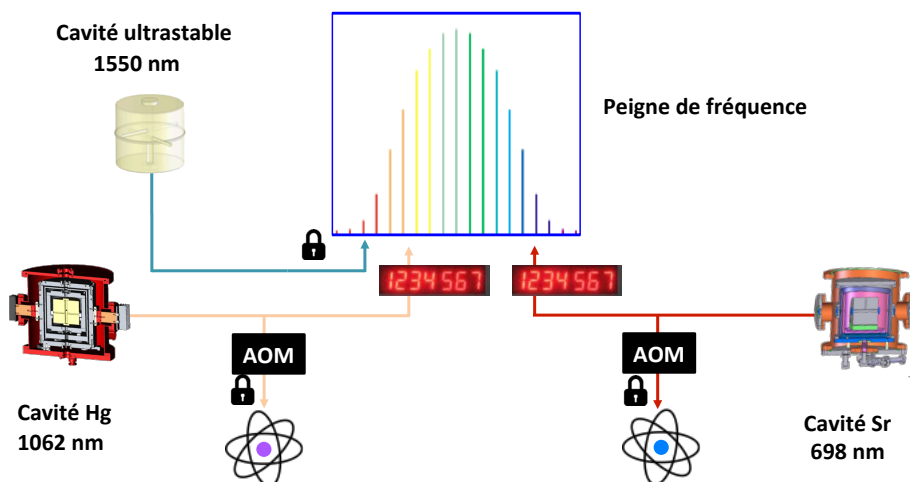 Cavité ultrastable
1550 nm
Peigne de fréquence
1234567
1234567
AOM
AOM
Cavité Hg
1062 nm
Cavité Sr
698 nm